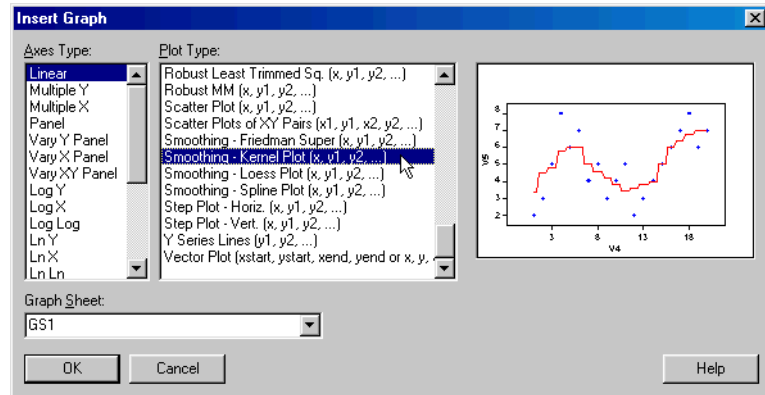 Insert Graph
Axes Type:
Plot Type:
Linear
Multiple Y
Multiple X
Panel
Vary Y Panel
Vary X Panel
Vary XY Panel
Log Y
Log X
Log Log
Ln Y
Ln X
Ln Ln
Robust Least Trimmed Sq. (x, y1, y2, ...)
Robust MM (x, y1, y2, ...)
Scatter Plot (x, y1, y2, ...)
Scatter Plots of XY Pairs (x1, y1, x2, y2, ...)
Smoothing - Friedman Super (x, y1, y2, ...)
Smoothing - Kernel Plot (x, y1, y2, ...)
Smoothing - Loess Plot (x, y1, y2, ...)
Smoothing - Spline Plot (x, y1, y2, ...)
Step Plot - Horiz. (x, y1, y2, ...)
Step Plot - Vert. (x, y1, y2, ...)
Y Series Lines (y1, y2, ...)
Vector Plot (xstart, ystart, xend, yend or x, y,
8
7
6
5
4
3
2
V5
3 8 13 18
V4
Graph Sheet:
GS1
OK
Cancel
Help